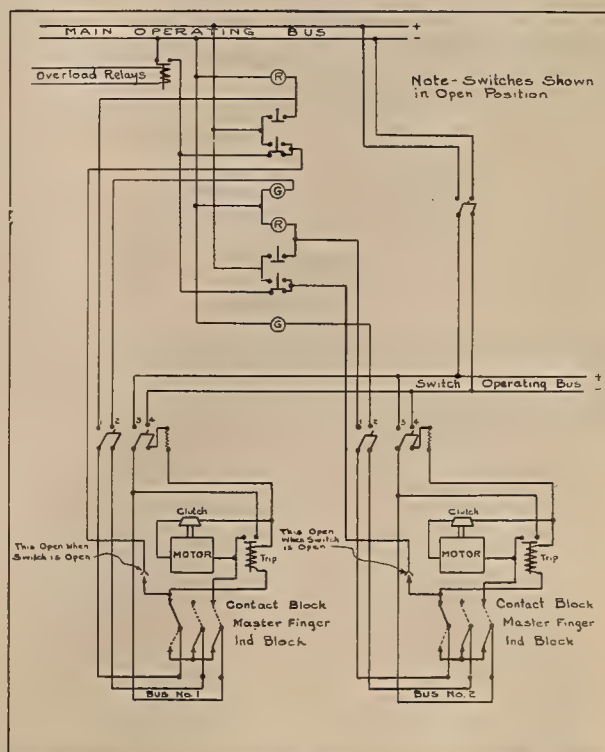 MAIN OPERATING BUS
+
-
Overload Relays
Note-Switches Shown
in Open Position
R
G
R
G
Switch Operating Bus
+
-
1 2 3 4
1 2 3 4
Clutch
MOTOR
Trip
This Open When
Switch is Open
Contact Block
Master Finger
Ind Block
Bus No. 1
Clutch
MOTOR
Trip
This Open
When Switch
is Open
Contact Block
Master Finger
Ind Block
Bus No. 2